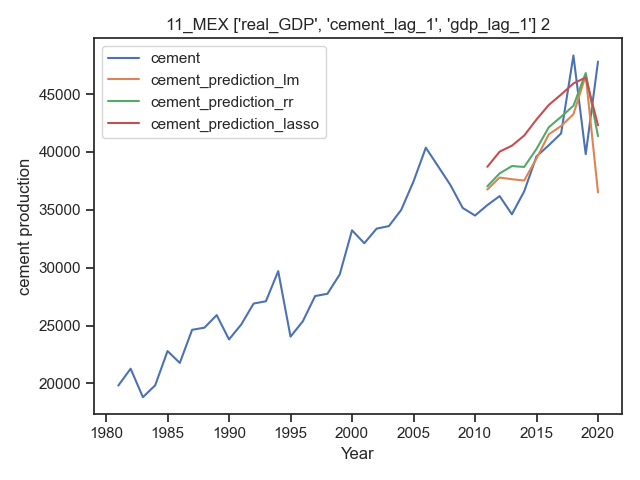 11_MEX ['real_GDP', 'cement_lag_1', 'gdp_lag_1'] 2
cement
cement_prediction_lm
cement_prediction_rr
cement_prediction_lasso
45000
40000
35000
30000
25000
20000
cement production
1980 1985 1990 1995 2000 2005 2010 2015 2020
Year